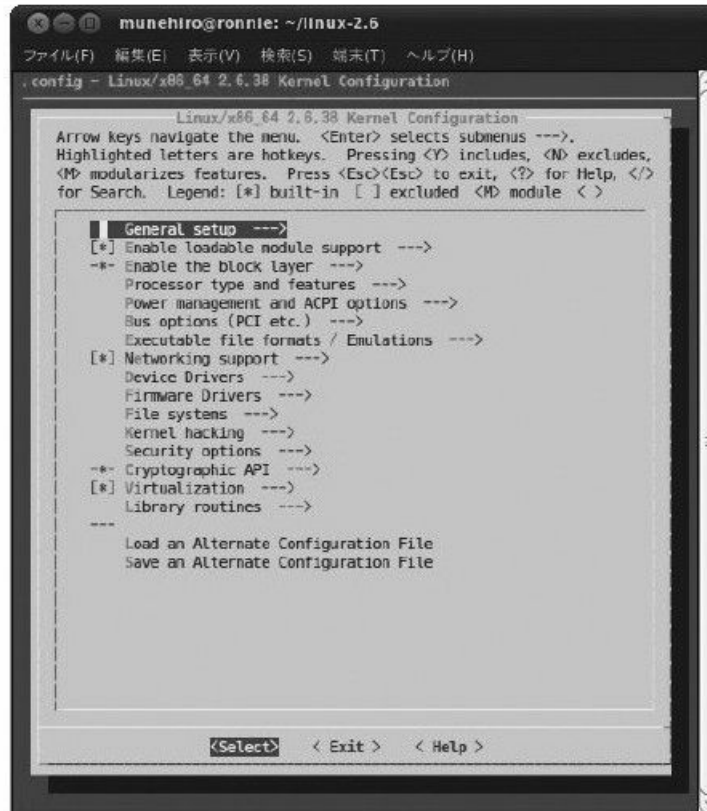 munehiro@ronnie: ~/linux-2.6
ファイル(F) 編集(E) 表示(V) 検索(S) 端末(T) ヘルプ(H)
.config - Linux/x86_64 2.6.38 Kernel Configuration
Linux/x86_64 2.6.38 Kernel Configuration
Arrow keys navigate the menu. <Enter> selects submenus --->.
Highlighted letters are hotkeys. Pressing <Y> includes, <N> excludes,
<M> modularizes features. Press <Esc><Esc> to exit, <?> for Help, </>
for Search. Legend: [*] built-in [ ] excluded <M> module < >
General setup --->
[*] Enable loadable module support --->
-*- Enable the block layer --->
Processor type and features --->
Power management and ACPI options --->
Bus options (PCI etc.) --->
Executable file formats / Emulations --->
[*] Networking support --->
Device Drivers --->
Firmware Drivers --->
File systems --->
Kernel hacking --->
Security options --->
-*- Cryptographic API --->
[*] Virtualization --->
Library routines --->
---
Load an Alternate Configuration File
Save an Alternate Configuration File
<Select> < Exit > < Help >